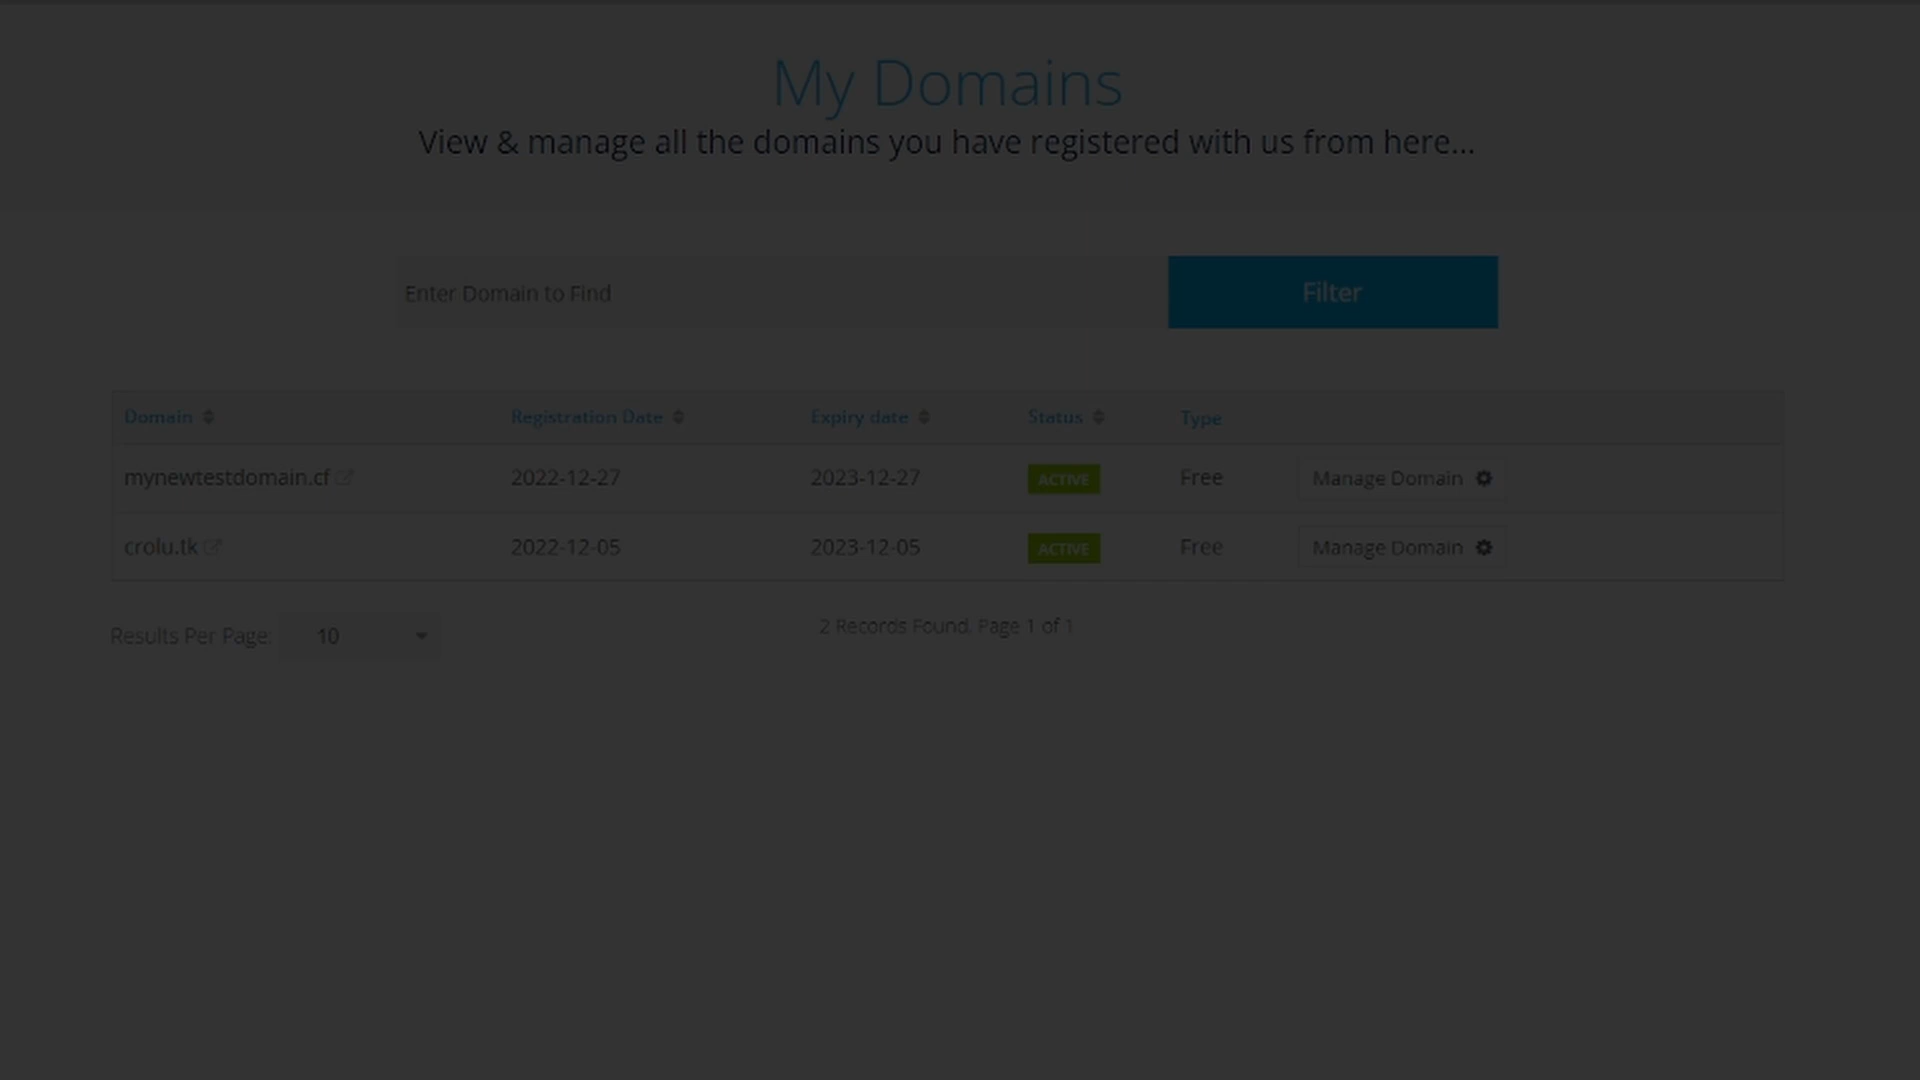 My Domains
View & manage all the domains you have registered with us from here...
Enter Domain to Find
Filter
Domain Registration Date Expiry date Status Type
mynewtestdomain.cf 2022-12-27 2023-12-27 ACTIVE Free Manage Domain
crolu.tk 2022-12-05 2023-12-05 ACTIVE Free Manage Domain
Results Per Page: 10
2 Records Found. Page 1 of 1